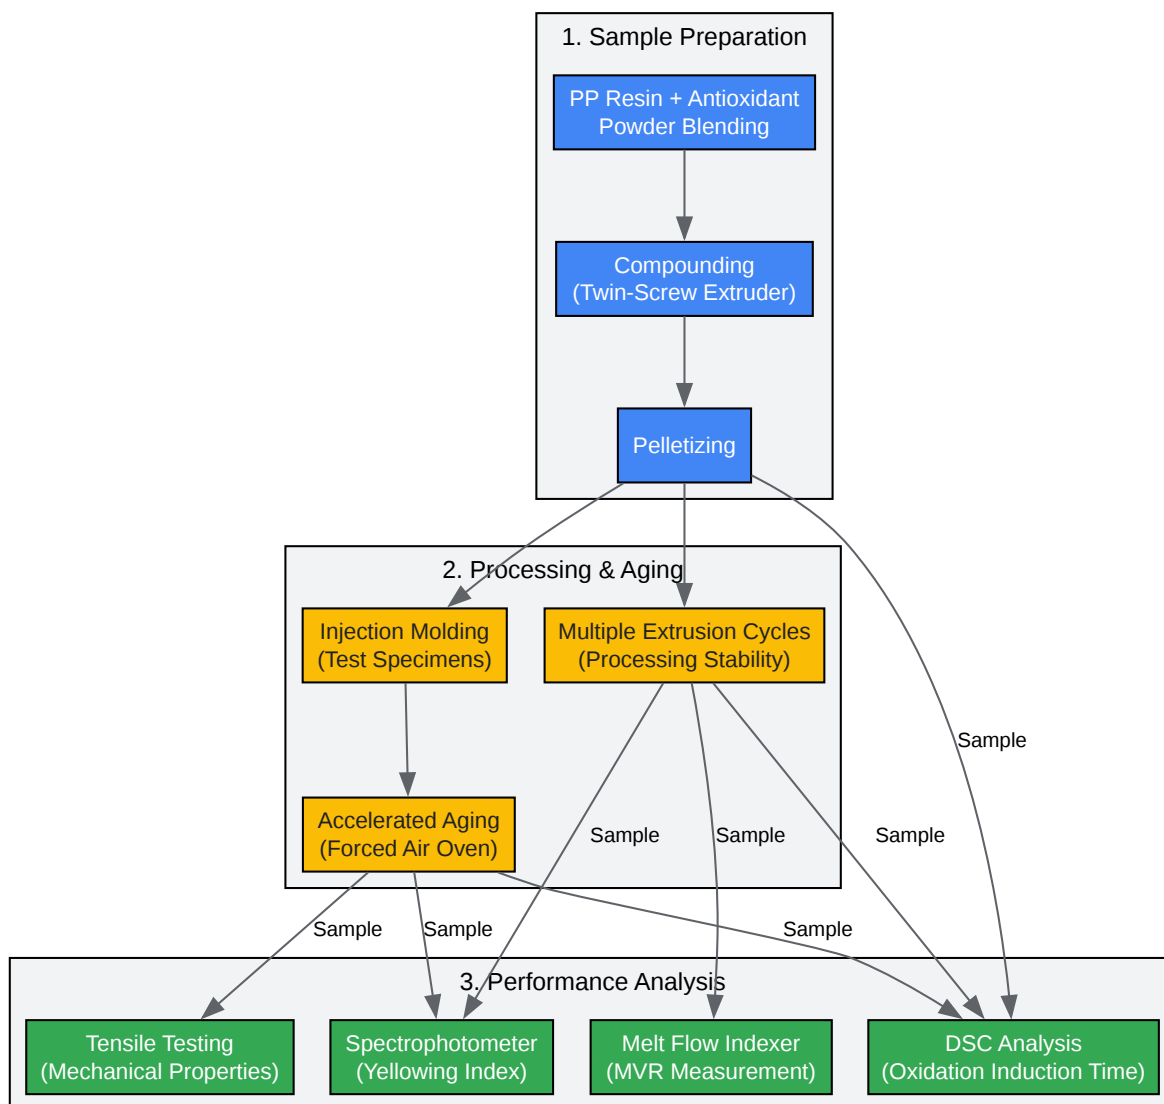 1. Sample Preparation
PP Resin + Antioxidant
Powder Blending
Compounding
(Twin-Screw Extruder)
Pelletizing
2. Processing & Aging
Injection Molding
(Test Specimens)
Multiple Extrusion Cycles
(Processing Stability)
Sample
Accelerated Aging
(Forced Air Oven)
Sample
Sample
Sample
Sample
Sample
Sample
3. Performance Analysis
Tensile Testing
(Mechanical Properties)
Spectrophotometer
(Yellowing Index)
Melt Flow Indexer
(MVR Measurement)
DSC Analysis
(Oxidation Induction Time)